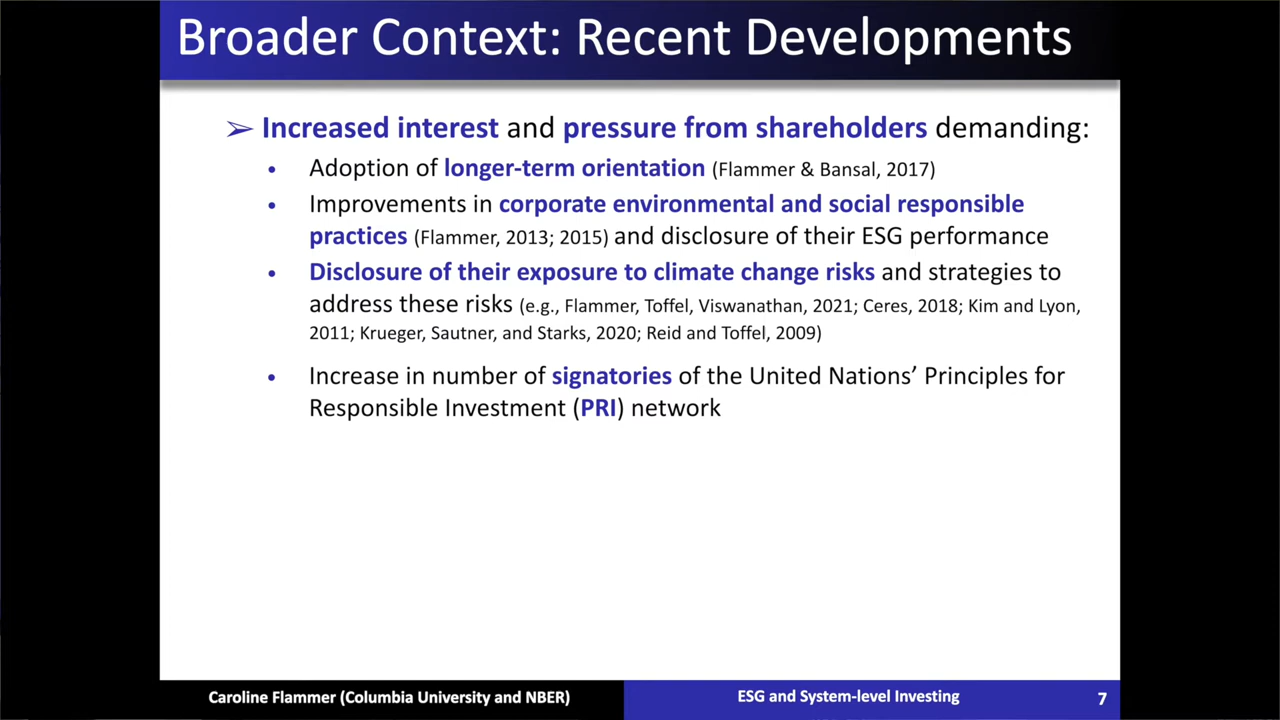 Broader Context: Recent Developments
➢ Increased interest and pressure from shareholders demanding:
• Adoption of longer-term orientation (Flammer & Bansal, 2017)
• Improvements in corporate environmental and social responsible
practices (Flammer, 2013; 2015) and disclosure of their ESG performance
• Disclosure of their exposure to climate change risks and strategies to
address these risks (e.g., Flammer, Toffel, Viswanathan, 2021; Ceres, 2018; Kim and Lyon,
2011; Krueger, Sautner, and Starks, 2020; Reid and Toffel, 2009)
• Increase in number of signatories of the United Nations’ Principles for
Responsible Investment (PRI) network
Caroline Flammer (Columbia University and NBER)
ESG and System-level Investing
7